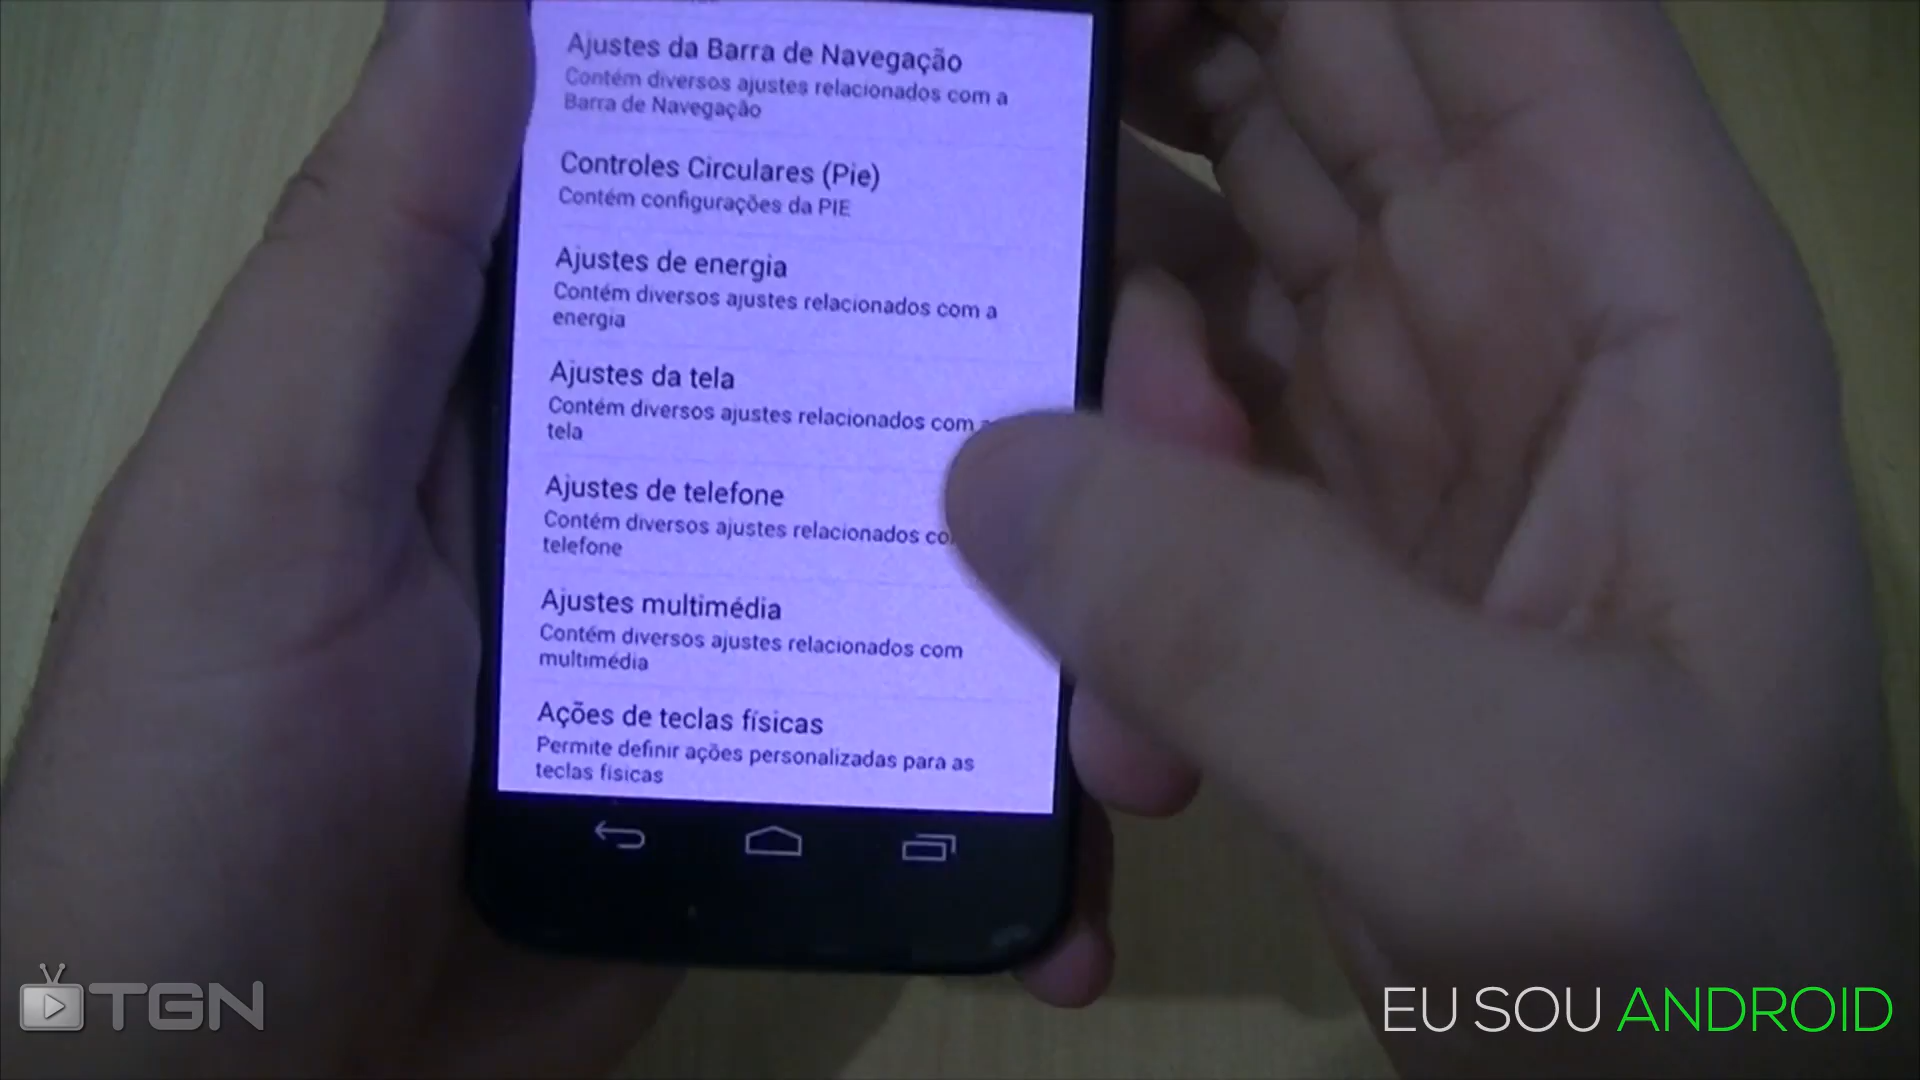 Ajustes da Barra de Navegação
Contém diversos ajustes relacionados com a
Barra de Navegação
Controles Circulares (Pie)
Contém configurações da PIE
Ajustes de energia
Contém diversos ajustes relacionados com a
energia
Ajustes da tela
Contém diversos ajustes relacionados com
tela
Ajustes de telefone
Contém diversos ajustes relacionados
telefone
Ajustes multimédia
Contém diversos ajustes relacionados com
multimédia
Ações de teclas físicas
Permite definir ações personalizadas para as
teclas físicas
TGN
EU SOU ANDROID